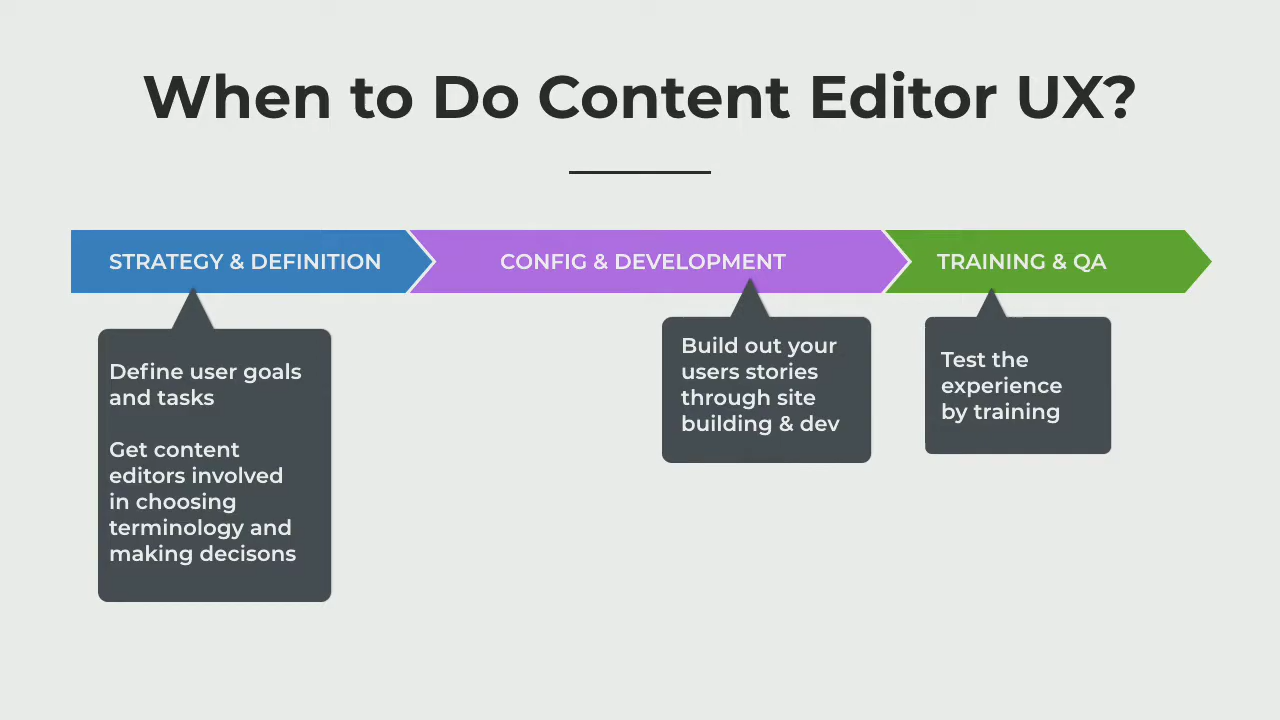 When to Do Content Editor UX?
STRATEGY & DEFINITION
CONFIG & DEVELOPMENT
TRAINING & QA
Define user goals
and tasks
Get content
editors involved
in choosing
terminology and
making decisons
Build out your
users stories
through site
building & dev
Test the
experience
by training